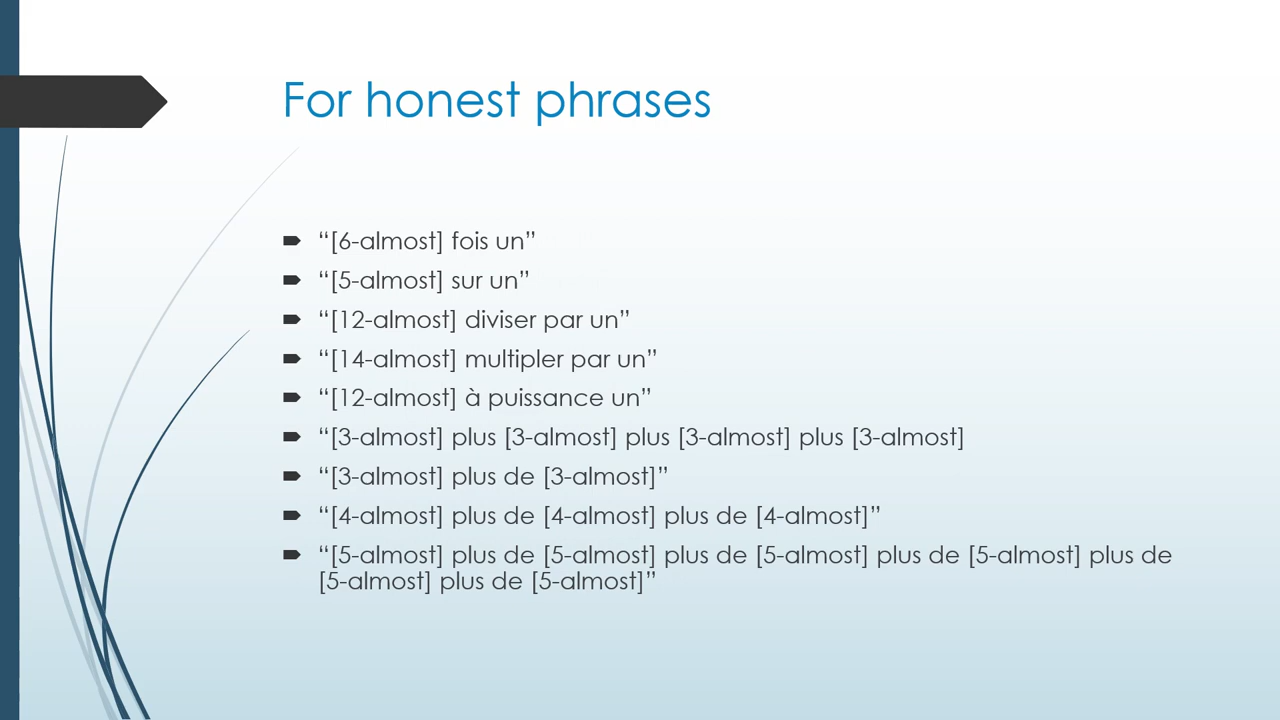 For honest phrases
“[6-almost] fois un”
“[5-almost] sur un”
“[12-almost] diviser par un”
“[14-almost] multipler par un”
“[12-almost] à puissance un”
“[3-almost] plus [3-almost] plus [3-almost] plus [3-almost]
“[3-almost] plus de [3-almost]”
“[4-almost] plus de [4-almost] plus de [4-almost]”
“[5-almost] plus de [5-almost] plus de [5-almost] plus de [5-almost] plus de
[5-almost] plus de [5-almost]”